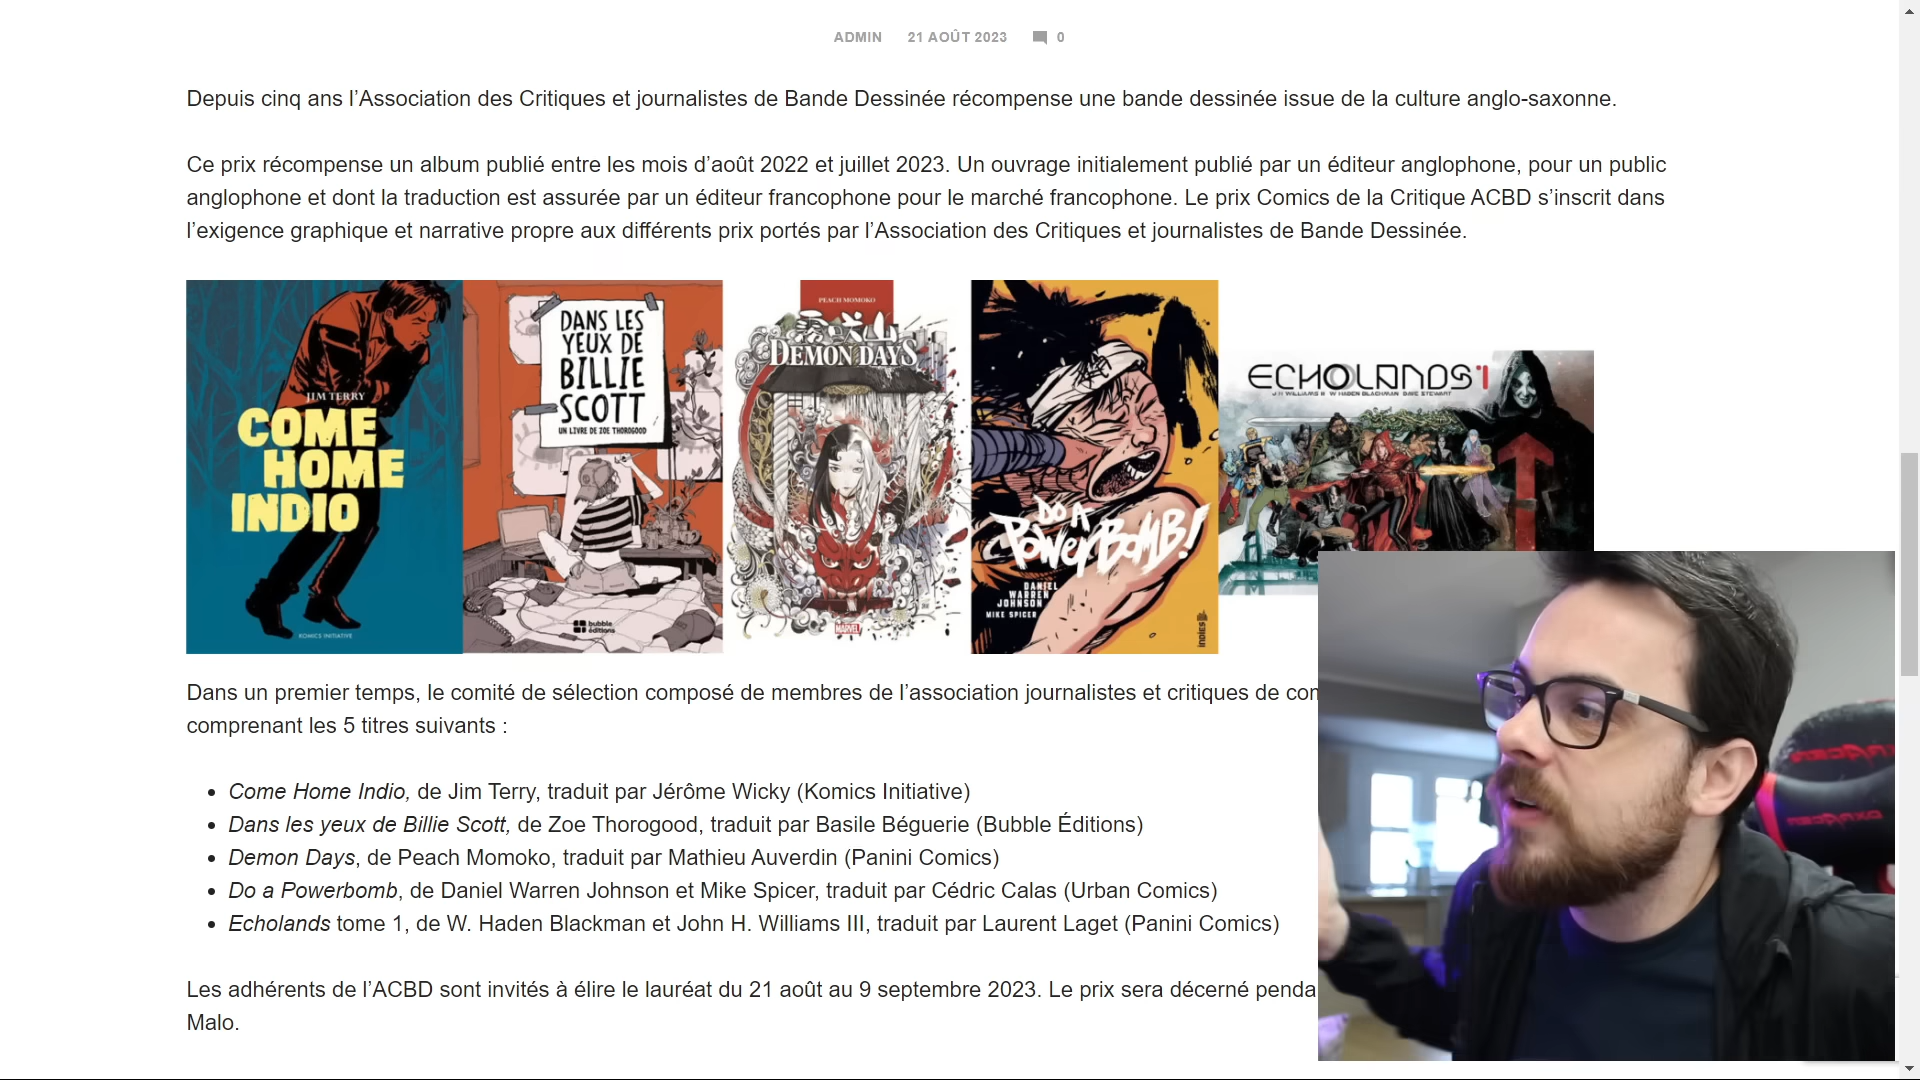 ADMIN 21 AOÛT 2023 0
Depuis cinq ans l’Association des Critiques et journalistes de Bande Dessinée récompense une bande dessinée issue de la culture anglo-saxonne.
Ce prix récompense un album publié entre les mois d’août 2022 et juillet 2023. Un ouvrage initialement publié par un éditeur anglophone, pour un public
anglophone et dont la traduction est assurée par un éditeur francophone pour le marché francophone. Le prix Comics de la Critique ACBD s’inscrit dans
l’exigence graphique et narrative propre aux différents prix portés par l’Association des Critiques et journalistes de Bande Dessinée.
JIM TERRY
COME
HOME
INDIO
KOMICS INITIATIVE
DANS LES
YEUX DE
BILLIE
SCOTT
UN LIVRE DE ZOE THOROGOOD
bubble
éditions
PEACH MOMOKO
DEMON DAYS
MARVEL
DO A
POWERBOMB!
DANIEL
WARREN
JOHNSON
MIKE SPICER
INDIES
ECHOLANDS 1
J.H. WILLIAMS III W. HADEN BLACKMAN DAVE STEWART
Dans un premier temps, le comité de sélection composé de membres de l’association journalistes et critiques de
comprenant les 5 titres suivants :
Come Home Indio, de Jim Terry, traduit par Jérôme Wicky (Komics Initiative)
Dans les yeux de Billie Scott, de Zoe Thorogood, traduit par Basile Béguerie (Bubble Éditions)
Demon Days, de Peach Momoko, traduit par Mathieu Auverdin (Panini Comics)
Do a Powerbomb, de Daniel Warren Johnson et Mike Spicer, traduit par Cédric Calas (Urban Comics)
Echolands tome 1, de W. Haden Blackman et John H. Williams III, traduit par Laurent Laget (Panini Comics)
Les adhérents de l’ACBD sont invités à élire le lauréat du 21 août au 9 septembre 2023. Le prix sera décerné
Malo.